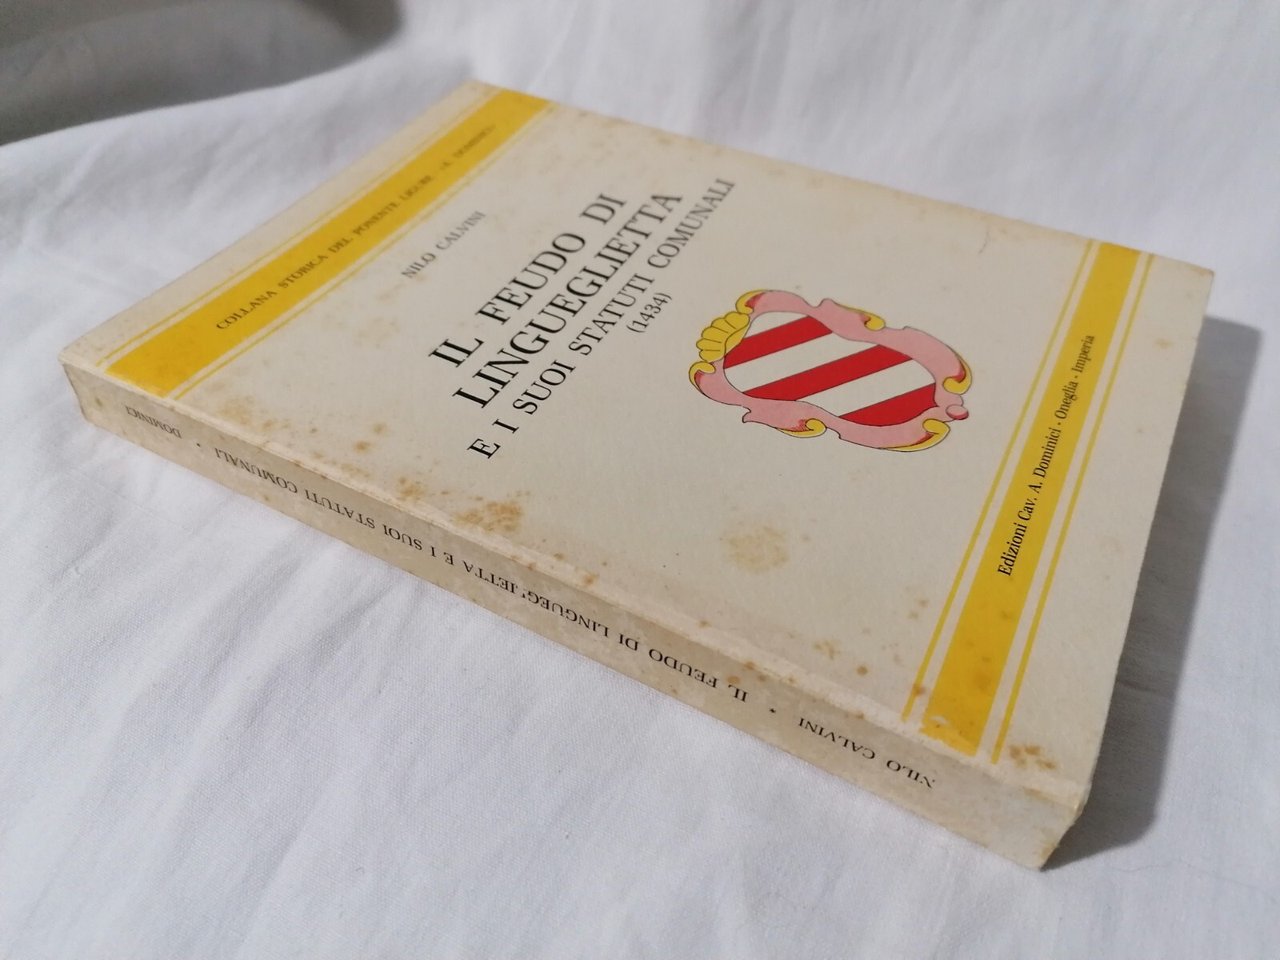 COLLANA STORICA DEL PONENTE LIGURE «A. DOMINICI»
NILO CALVINI
IL FEUDO DI
LINGUEGLIETTA
E I SUOI STATUTI COMUNALI
(1434)
Edizioni Cav. A. Dominici - Oneglia - Imperia
NILO CALVINI * IL FEUDO DI LINGUEGLIETTA E I SUOI STATUTI COMUNALI * DOMINICI